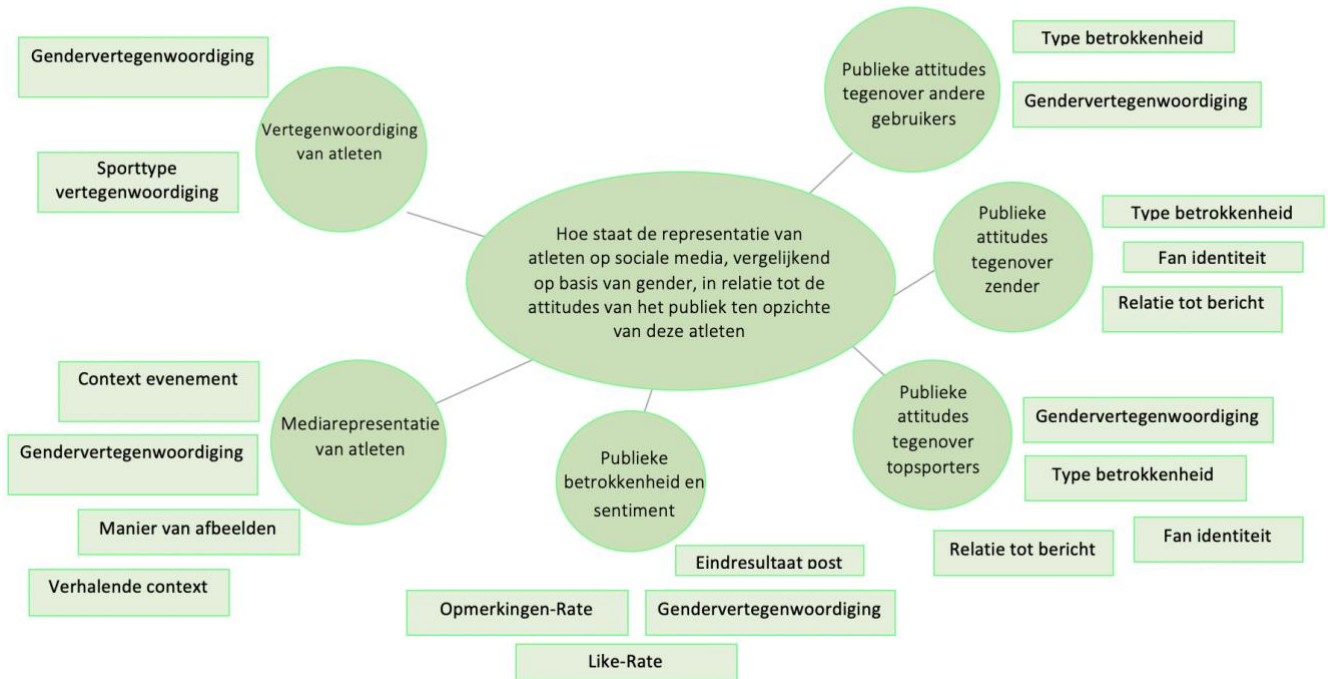 Gendervertegenwoordiging
Vertegenwoordiging
van atleten
Sporttype
vertegenwoordiging
Publieke attitudes
tegenover andere
gebruikers
Type betrokkenheid
Gendervertegenwoordiging
Hoe staat de representatie van
atleten op sociale media, vergelijkend
op basis van gender, in relatie tot de
attitudes van het publiek ten opzichte
van deze atleten
Publieke
attitudes
tegenover
zender
Type betrokkenheid
Fan identiteit
Relatie tot bericht
Context evenement
Gendervertegenwoordiging
Manier van afbeelden
Verhalende context
Mediarepresentatie
van atleten
Publieke
betrokkenheid en
sentiment
Eindresultaat post
Opmerkingen-Rate
Gendervertegenwoordiging
Like-Rate
Publieke
attitudes
tegenover
topsporters
Gendervertegenwoordiging
Type betrokkenheid
Fan identiteit
Relatie tot bericht